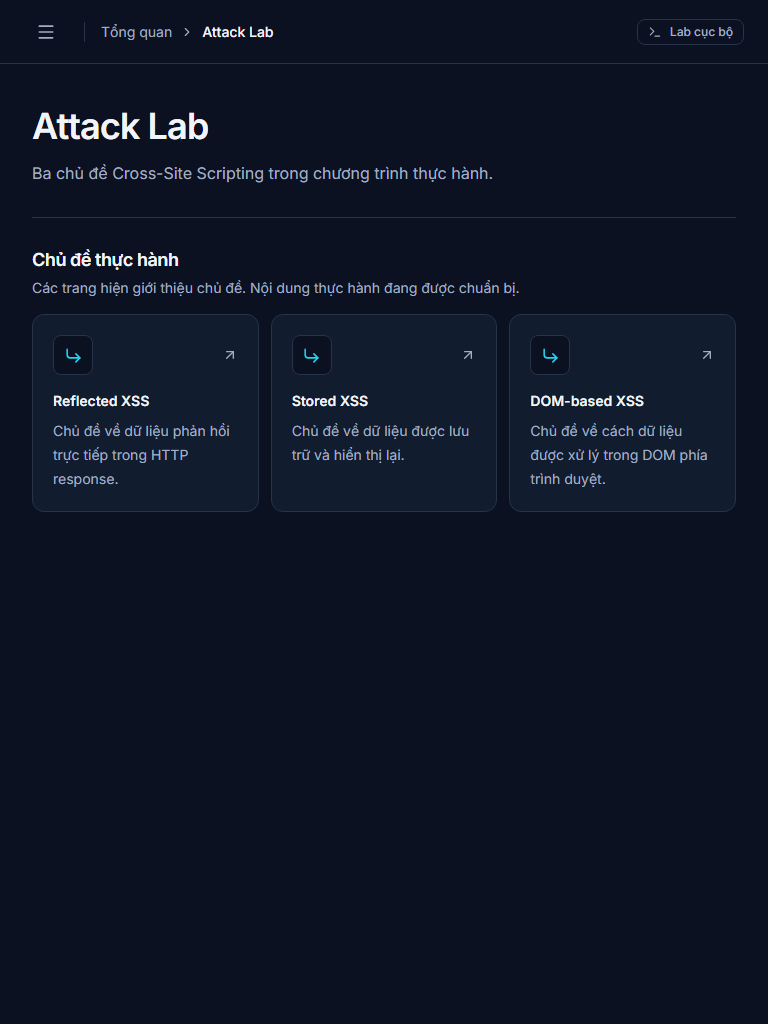 Tổng quan > Attack Lab
Lab cục bộ
Attack Lab
Ba chủ đề Cross-Site Scripting trong chương trình thực hành.
Chủ đề thực hành
Các trang hiện giới thiệu chủ đề. Nội dung thực hành đang được chuẩn bị.
Reflected XSS
Chủ đề về dữ liệu phản hồi
trực tiếp trong HTTP
response.
Stored XSS
Chủ đề về dữ liệu được lưu
trữ và hiển thị lại.
DOM-based XSS
Chủ đề về cách dữ liệu
được xử lý trong DOM phía
trình duyệt.